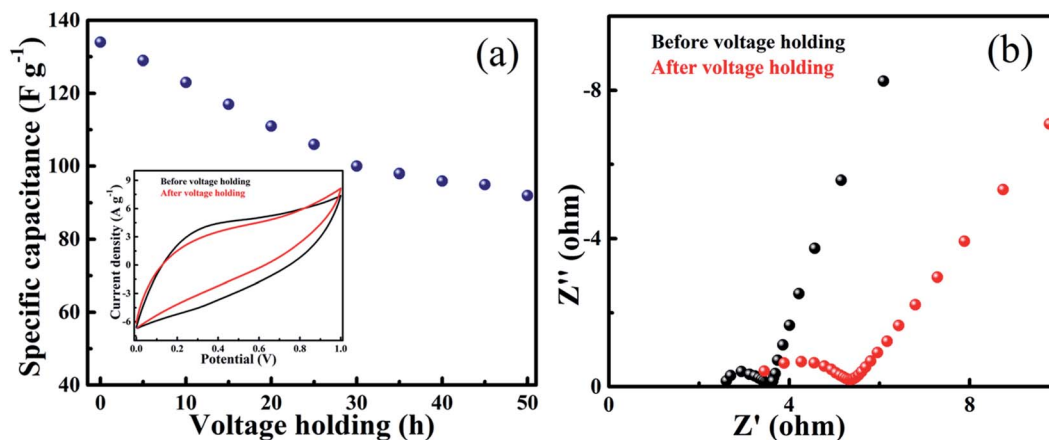 140
120
100
80
60
40
Specific capacitance (F g⁻¹)
(a)
0 10 20 30 40 50
Voltage holding (h)
9
6
3
0
-3
-6
Current density (A g⁻¹)
Before voltage holding
After voltage holding
0.0 0.2 0.4 0.6 0.8 1.0
Potential (V)
(b)
Before voltage holding
After voltage holding
-8
-4
0
Z'' (ohm)
4 8
Z' (ohm)